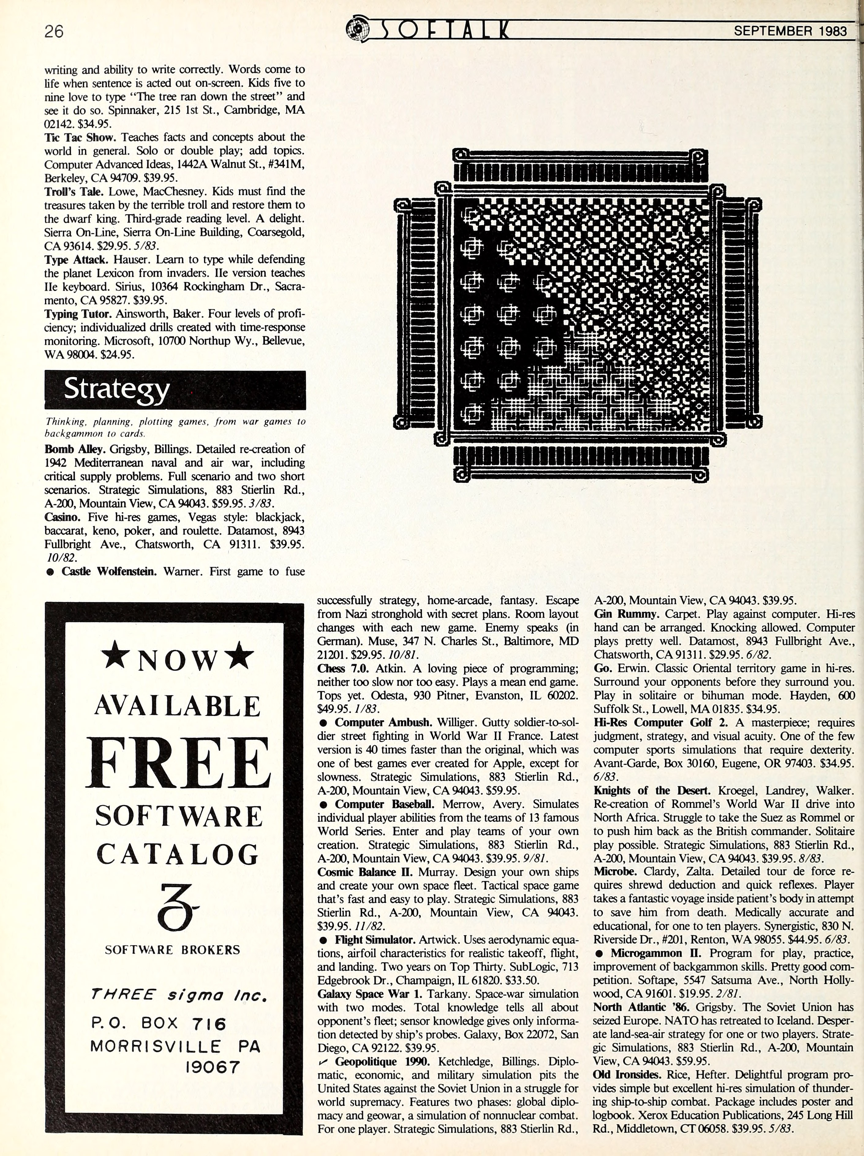 26
SOFTALK
SEPTEMBER 1983
writing and ability to write correctly. Words come to
life when sentence is acted out on-screen. Kids five to
nine love to type "The tree ran down the street" and
see it do so. Spinnaker, 215 1st St., Cambridge, MA
02142. $34.95.
Tic Tac Show. Teaches facts and concepts about the
world in general. Solo or double play; add topics.
Computer Advanced Ideas, 1442A Walnut St., #341M,
Berkeley, CA 94709. $39.95.
Troll's Tale. Lowe, MacChesney. Kids must find the
treasures taken by the terrible troll and restore them to
the dwarf king. Third-grade reading level. A delight.
Sierra On-Line, Sierra On-Line Building, Coarsegold,
CA 93614. $29.95. 5/83.
Type Attack. Hauser. Learn to type while defending
the planet Lexicon from invaders. IIe version teaches
IIe keyboard. Sirius, 10364 Rockingham Dr., Sacra-
mento, CA 95827. $39.95.
Typing Tutor. Ainsworth, Baker. Four levels of profi-
ciency; individualized drills created with time-response
monitoring. Microsoft, 10700 Northup Wy., Bellevue,
WA 98004. $24.95.
Strategy
Thinking, planning, plotting games, from war games to
backgammon to cards.
Bomb Alley. Grigsby, Billings. Detailed re-creation of
1942 Mediterranean naval and air war, including
critical supply problems. Full scenario and two short
scenarios. Strategic Simulations, 883 Stierlin Rd.,
A-200, Mountain View, CA 94043. $59.95. 3/83.
Casino. Five hi-res games, Vegas style: blackjack,
baccarat, keno, poker, and roulette. Datamost, 8943
Fullbright Ave., Chatsworth, CA 91311. $39.95.
10/82.
● Castle Wolfenstein. Warner. First game to fuse
★NOW★
AVAILABLE
FREE
SOFTWARE
CATALOG
SOFTWARE BROKERS
THREE sigma Inc.
P.O. BOX 716
MORRISVILLE PA
19067
successfully strategy, home-arcade, fantasy. Escape
from Nazi stronghold with secret plans. Room layout
changes with each new game. Enemy speaks (in
German). Muse, 347 N. Charles St., Baltimore, MD
21201. $29.95. 10/81.
Chess 7.0. Atkin. A loving piece of programming;
neither too slow nor too easy. Plays a mean end game.
Tops yet. Odesta, 930 Pitner, Evanston, IL 60202.
$49.95. 1/83.
● Computer Ambush. Williger. Gutty soldier-to-sol-
dier street fighting in World War II France. Latest
version is 40 times faster than the original, which was
one of best games ever created for Apple, except for
slowness. Strategic Simulations, 883 Stierlin Rd.,
A-200, Mountain View, CA 94043. $59.95.
● Computer Baseball. Merrow, Avery. Simulates
individual player abilities from the teams of 13 famous
World Series. Enter and play teams of your own
creation. Strategic Simulations, 883 Stierlin Rd.,
A-200, Mountain View, CA 94043. $39.95. 9/81.
Cosmic Balance II. Murray. Design your own ships
and create your own space fleet. Tactical space game
that's fast and easy to play. Strategic Simulations, 883
Stierlin Rd., A-200, Mountain View, CA 94043.
$39.95. 11/82.
● Flight Simulator. Artwick. Uses aerodynamic equa-
tions, airfoil characteristics for realistic takeoff, flight,
and landing. Two years on Top Thirty. SubLogic, 713
Edgebrook Dr., Champaign, IL 61820. $33.50.
Galaxy Space War 1. Tarkany. Space-war simulation
with two modes. Total knowledge tells all about
opponent's fleet; sensor knowledge gives only informa-
tion detected by ship's probes. Galaxy, Box 22072, San
Diego, CA 92122. $39.95.
✓ Geopolitique 1990. Ketchledge, Billings. Diplo-
matic, economic, and military simulation pits the
United States against the Soviet Union in a struggle for
world supremacy. Features two phases: global diplo-
macy and geowar, a simulation of nonnuclear combat.
For one player. Strategic Simulations, 883 Stierlin Rd.,
A-200, Mountain View, CA 94043. $39.95.
Gin Rummy. Carpet. Play against computer. Hi-res
hand can be arranged. Knocking allowed. Computer
plays pretty well. Datamost, 8943 Fullbright Ave.,
Chatsworth, CA 91311. $29.95. 6/82.
Go. Erwin. Classic Oriental territory game in hi-res.
Surround your opponents before they surround you.
Play in solitaire or bihuman mode. Hayden, 600
Suffolk St., Lowell, MA 01835. $34.95.
Hi-Res Computer Golf 2. A masterpiece; requires
judgment, strategy, and visual acuity. One of the few
computer sports simulations that require dexterity.
Avant-Garde, Box 30160, Eugene, OR 97403. $34.95.
6/83.
Knights of the Desert. Kroegel, Landrey, Walker.
Re-creation of Rommel's World War II drive into
North Africa. Struggle to take the Suez as Rommel or
to push him back as the British commander. Solitaire
play possible. Strategic Simulations, 883 Stierlin Rd.,
A-200, Mountain View, CA 94043. $39.95. 8/83.
Microbe. Clardy, Zalta. Detailed tour de force re-
quires shrewd deduction and quick reflexes. Player
takes a fantastic voyage inside patient's body in attempt
to save him from death. Medically accurate and
educational, for one to ten players. Synergistic, 830 N.
Riverside Dr., #201, Renton, WA 98055. $44.95. 6/83.
● Microgammon II. Program for play, practice,
improvement of backgammon skills. Pretty good com-
petition. Softape, 5547 Satsuma Ave., North Holly-
wood, CA 91601. $19.95. 2/81.
North Atlantic '86. Grigsby. The Soviet Union has
seized Europe. NATO has retreated to Iceland. Desper-
ate land-sea-air strategy for one or two players. Strate-
gic Simulations, 883 Stierlin Rd., A-200, Mountain
View, CA 94043. $59.95.
Old Ironsides. Rice, Hefter. Delightful program pro-
vides simple but excellent hi-res simulation of thunder-
ing ship-to-ship combat. Package includes poster and
logbook. Xerox Education Publications, 245 Long Hill
Rd., Middletown, CT 06058. $39.95. 5/83.